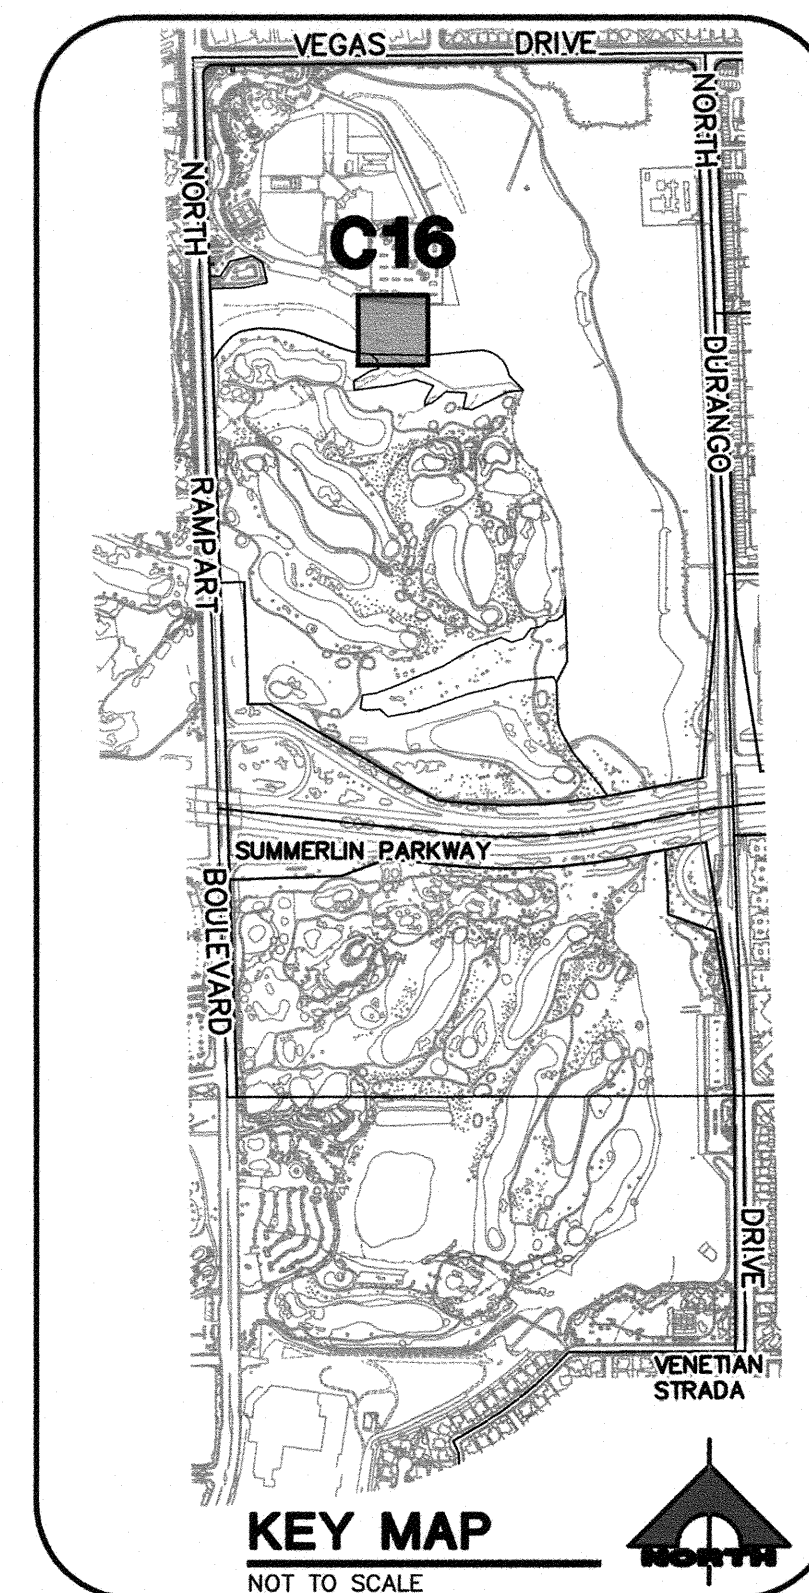 VEGAS DRIVE
NORTH
NORTH
C16
DURANGO
RAMPART
SUMMERLIN PARKWAY
BOULEVARD
DRIVE
VENETIAN
STRADA
KEY MAP
NOT TO SCALE
NORTH